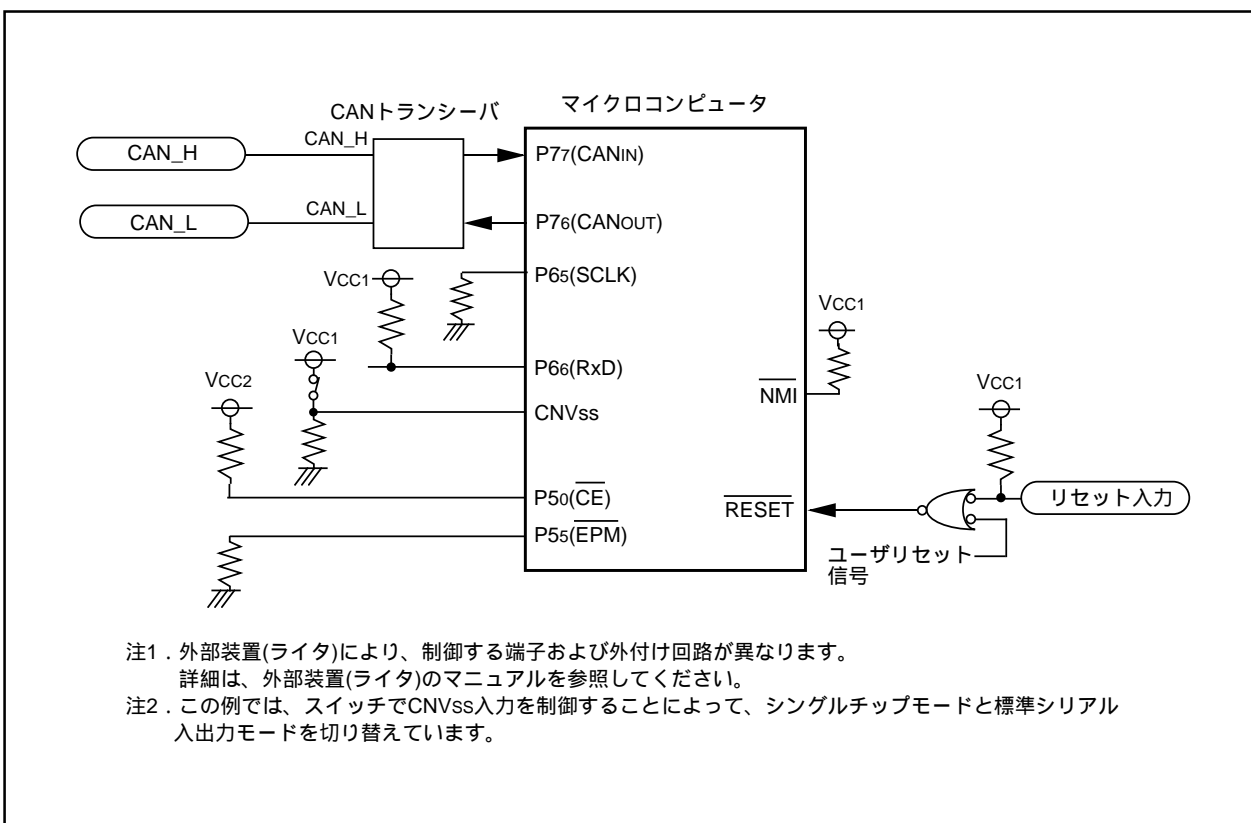 CANトランシーバ
マイクロコンピュータ
CAN_H
CAN_H
P77(CANIN)
CAN_L
CAN_L
P76(CANOUT)
VCC1
P65(SCLK)
VCC1
VCC1
VCC2
P66(RxD)
NMI
VCC1
CNVss
P50(CE)
RESET
リセット入力
P55(EPM)
ユーザリセット
信号
注1．外部装置(ライタ)により、制御する端子および外付け回路が異なります。
詳細は、外部装置(ライタ)のマニュアルを参照してください。
注2．この例では、スイッチでCNVss入力を制御することによって、シングルチップモードと標準シリアル
入出力モードを切り替えています。